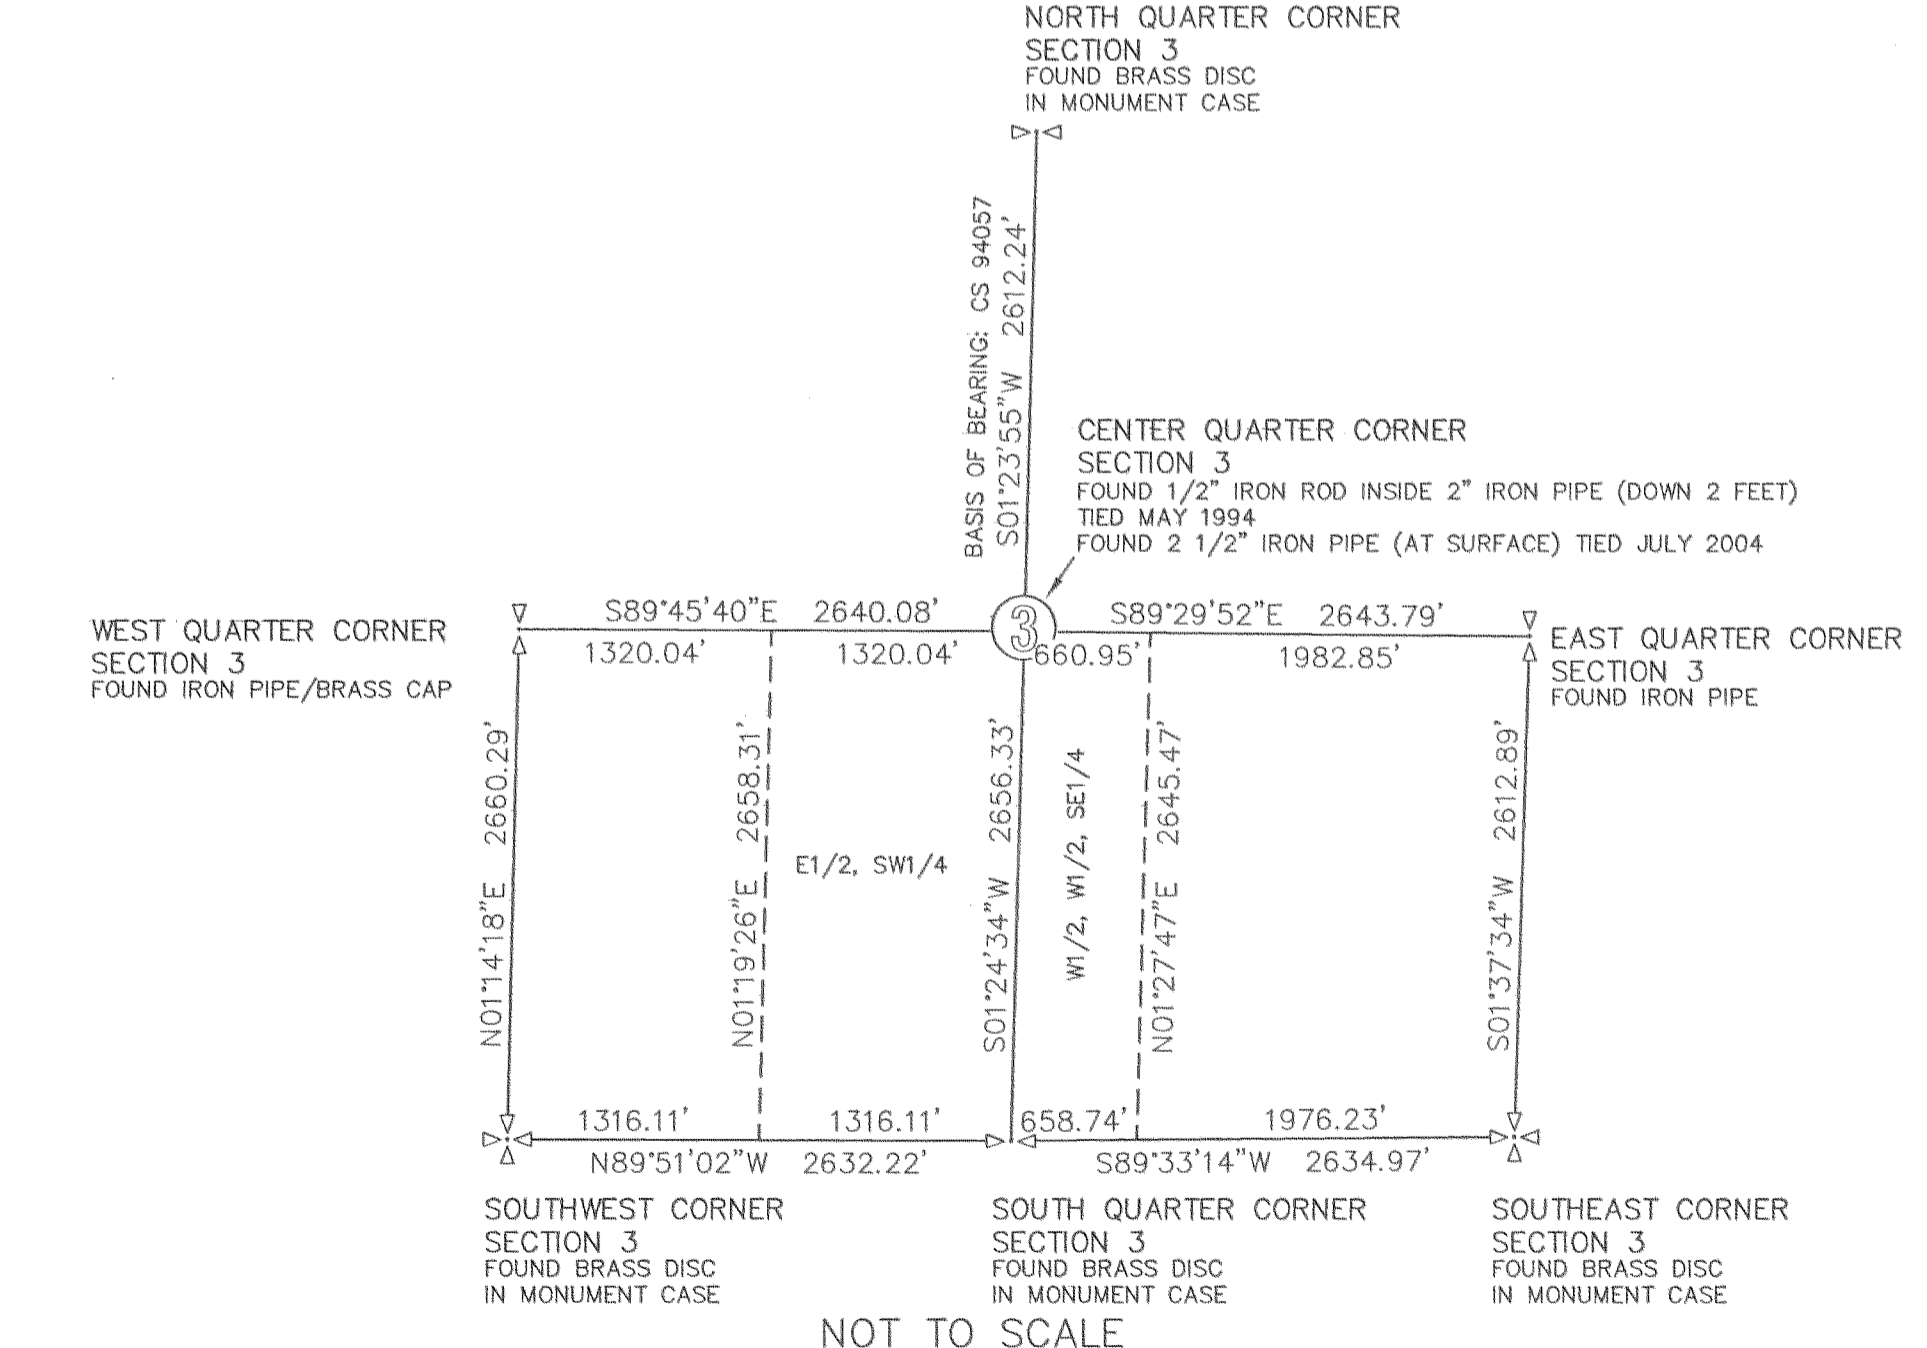 NORTH QUARTER CORNER
SECTION 3
FOUND BRASS DISC
IN MONUMENT CASE
BASIS OF BEARING: CS 94057
S01°23'55"W 2612.24'
CENTER QUARTER CORNER
SECTION 3
FOUND 1/2" IRON ROD INSIDE 2" IRON PIPE (DOWN 2 FEET)
TIED MAY 1994
FOUND 2 1/2" IRON PIPE (AT SURFACE) TIED JULY 2004
WEST QUARTER CORNER
SECTION 3
FOUND IRON PIPE/BRASS CAP
S89°45'40"E 2640.08'
1320.04' 1320.04'
3
S89°29'52"E 2643.79'
660.95' 1982.85'
EAST QUARTER CORNER
SECTION 3
FOUND IRON PIPE
N01°14'18"E 2660.29'
N01°19'26"E 2658.31'
E1/2, SW1/4
S01°24'34"W 2656.33'
W1/2, W1/2, SE1/4
N01°27'47"E 2645.47'
S01°37'34"W 2612.89'
1316.11' 1316.11'
N89°51'02"W 2632.22'
658.74' 1976.23'
S89°33'14"W 2634.97'
SOUTHWEST CORNER
SECTION 3
FOUND BRASS DISC
IN MONUMENT CASE
SOUTH QUARTER CORNER
SECTION 3
FOUND BRASS DISC
IN MONUMENT CASE
SOUTHEAST CORNER
SECTION 3
FOUND BRASS DISC
IN MONUMENT CASE
NOT TO SCALE